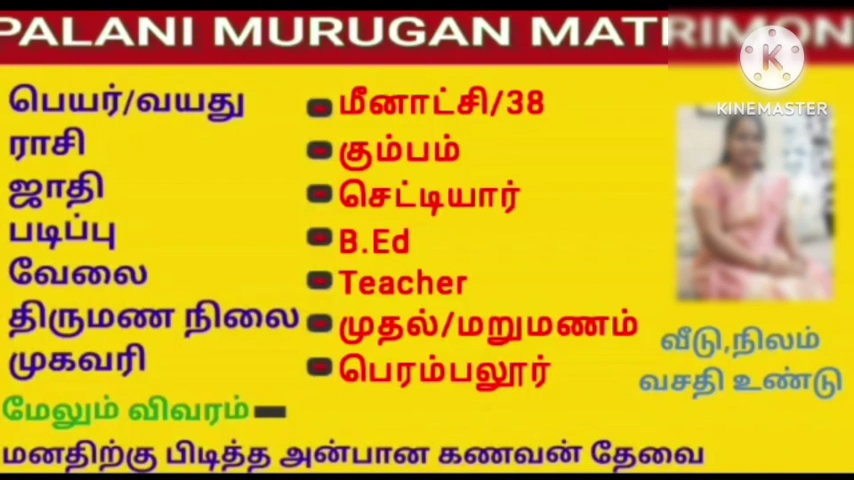 PALANI MURUGAN MATRIMON
KINEMASTER
பெயர்/வயது - மீனாட்சி/38
ராசி - கும்பம்
ஜாதி - செட்டியார்
படிப்பு - B.Ed
வேலை - Teacher
திருமண நிலை - முதல்/மறுமணம்
முகவரி - பெரம்பலூர்
வீடு,நிலம்
வசதி உண்டு
மேலும் விவரம் -
மனதிற்கு பிடித்த அன்பான கணவன் தேவை